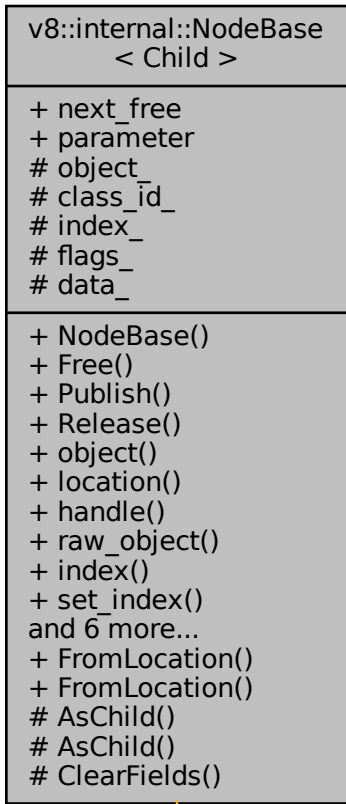 v8::internal::NodeBase
< Child >
+ next_free
+ parameter
# object_
# class_id_
# index_
# flags_
# data_
+ NodeBase()
+ Free()
+ Publish()
+ Release()
+ object()
+ location()
+ handle()
+ raw_object()
+ index()
+ set_index()
and 6 more...
+ FromLocation()
+ FromLocation()
# AsChild()
# AsChild()
# ClearFields()